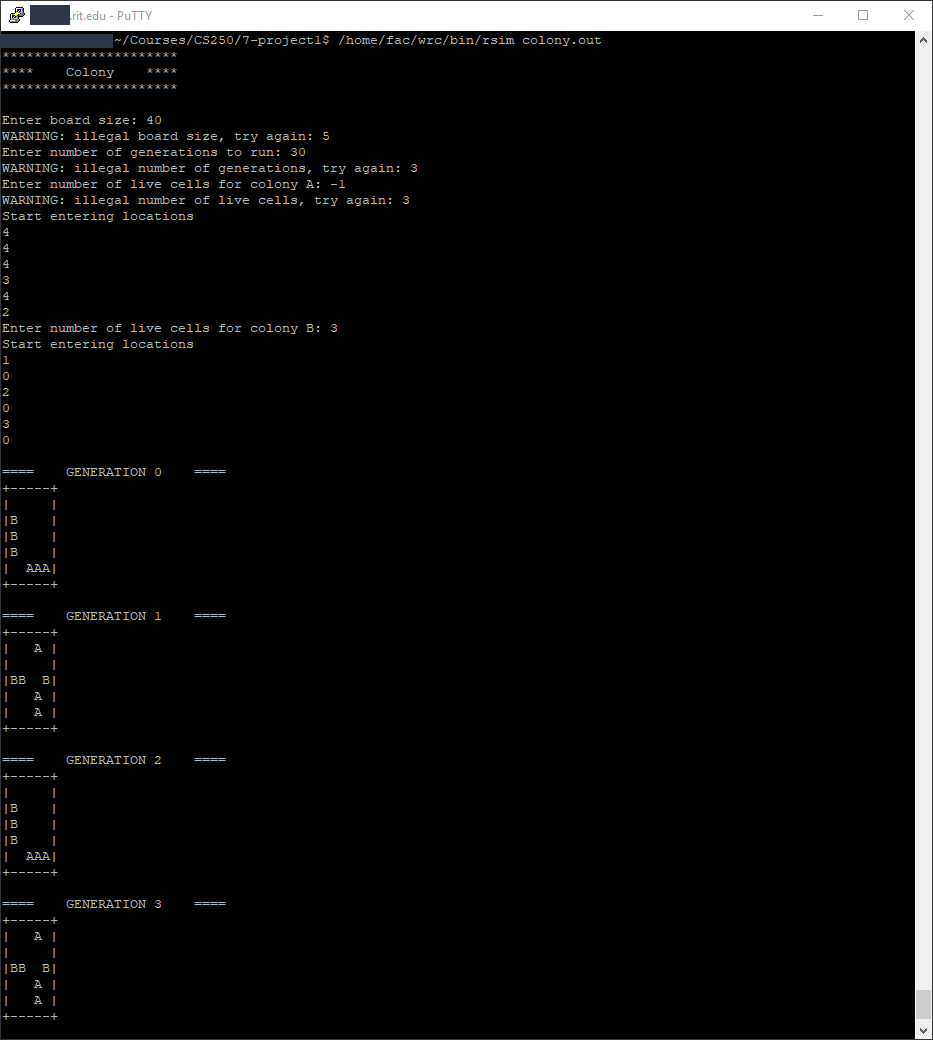 .rit.edu - PuTTY
~/Courses/CS250/7-project1$ /home/fac/wrc/bin/rsim colony.out
**********************
****    Colony    ****
**********************

Enter board size: 40
WARNING: illegal board size, try again: 5
Enter number of generations to run: 30
WARNING: illegal number of generations, try again: 3
Enter number of live cells for colony A: -1
WARNING: illegal number of live cells, try again: 3
Start entering locations
4
4
4
3
4
2
Enter number of live cells for colony B: 3
Start entering locations
1
0
2
0
3
0

====    GENERATION 0    ====
+-----+
|     |
|B    |
|B    |
|B    |
|  AAA|
+-----+

====    GENERATION 1    ====
+-----+
|   A |
|     |
|BB  B|
|   A |
|   A |
+-----+

====    GENERATION 2    ====
+-----+
|     |
|B    |
|B    |
|B    |
|  AAA|
+-----+

====    GENERATION 3    ====
+-----+
|   A |
|     |
|BB  B|
|   A |
|   A |
+-----+